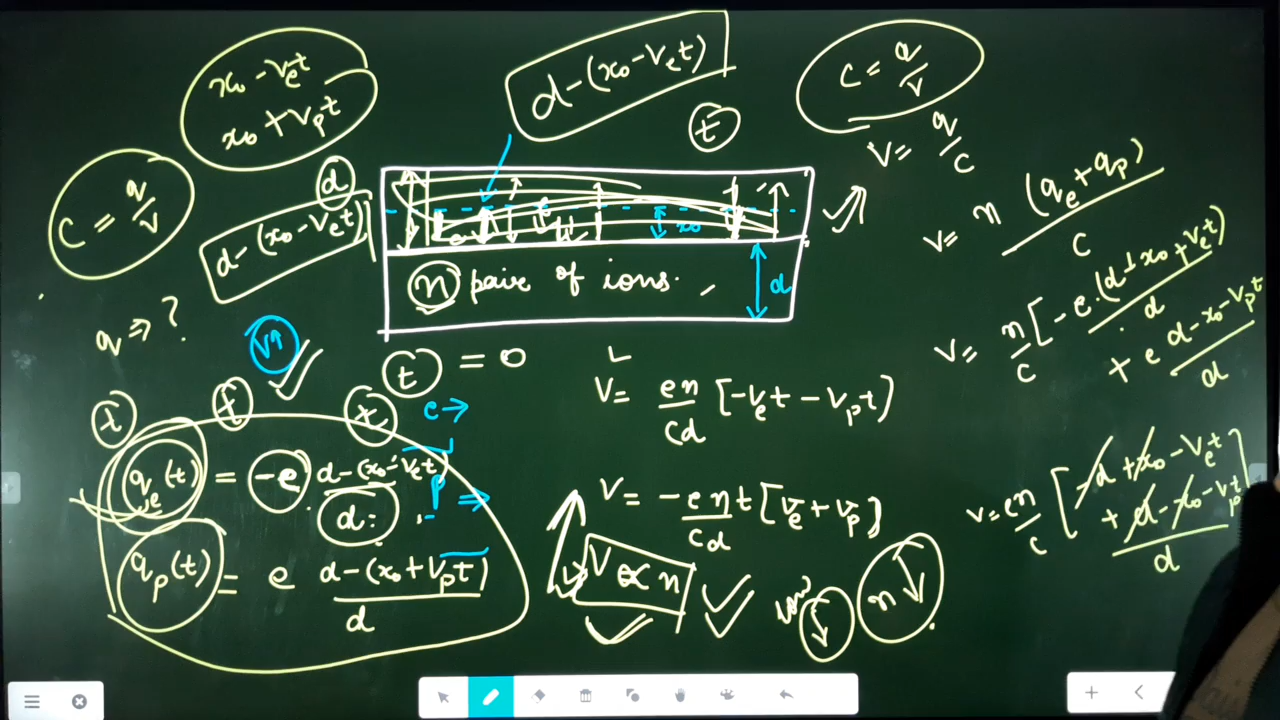 x₀ - vₑt
x₀ + vₚt
C = q/v
d
d - (x₀ - vₑt)
q ⇒ ?
v↑
d - (x₀ - vₑt)
t
x₀
n pair of ions.
d
t = 0
e →
p ⇒
t t t
qₑ(t) = -e. d - (x₀ - vₑt) / d.
qₚ(t) = e d - (x₀ + vₚt) / d
C = q/v
V = q/C
V = n (qₑ + qₚ) / C
V = n/C [ -e.(d - x₀ + vₑt) / d
+ e d - x₀ - vₚt / d
V = en/C [ -d + x₀ - vₑt
+ d - x₀ - vₚt ] / d
V = en/Cd [-vₑt - vₚt]
V = -en/Cd t [vₑ + vₚ]
V ∝ n
n ↓